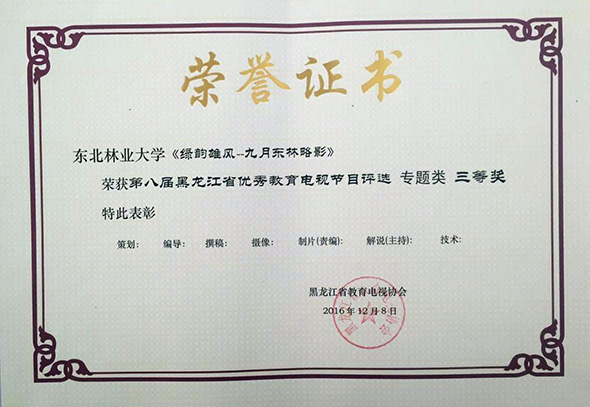 荣誉证书
东北林业大学《绿韵雄风--九月东林略影》
荣获第八届黑龙江省优秀教育电视节目评选 专题类 三等奖
特此表彰
策划: 编导: 撰稿: 摄像: 制片(责编): 解说(主持): 技术:
黑龙江省教育电视协会
2016年12月8日